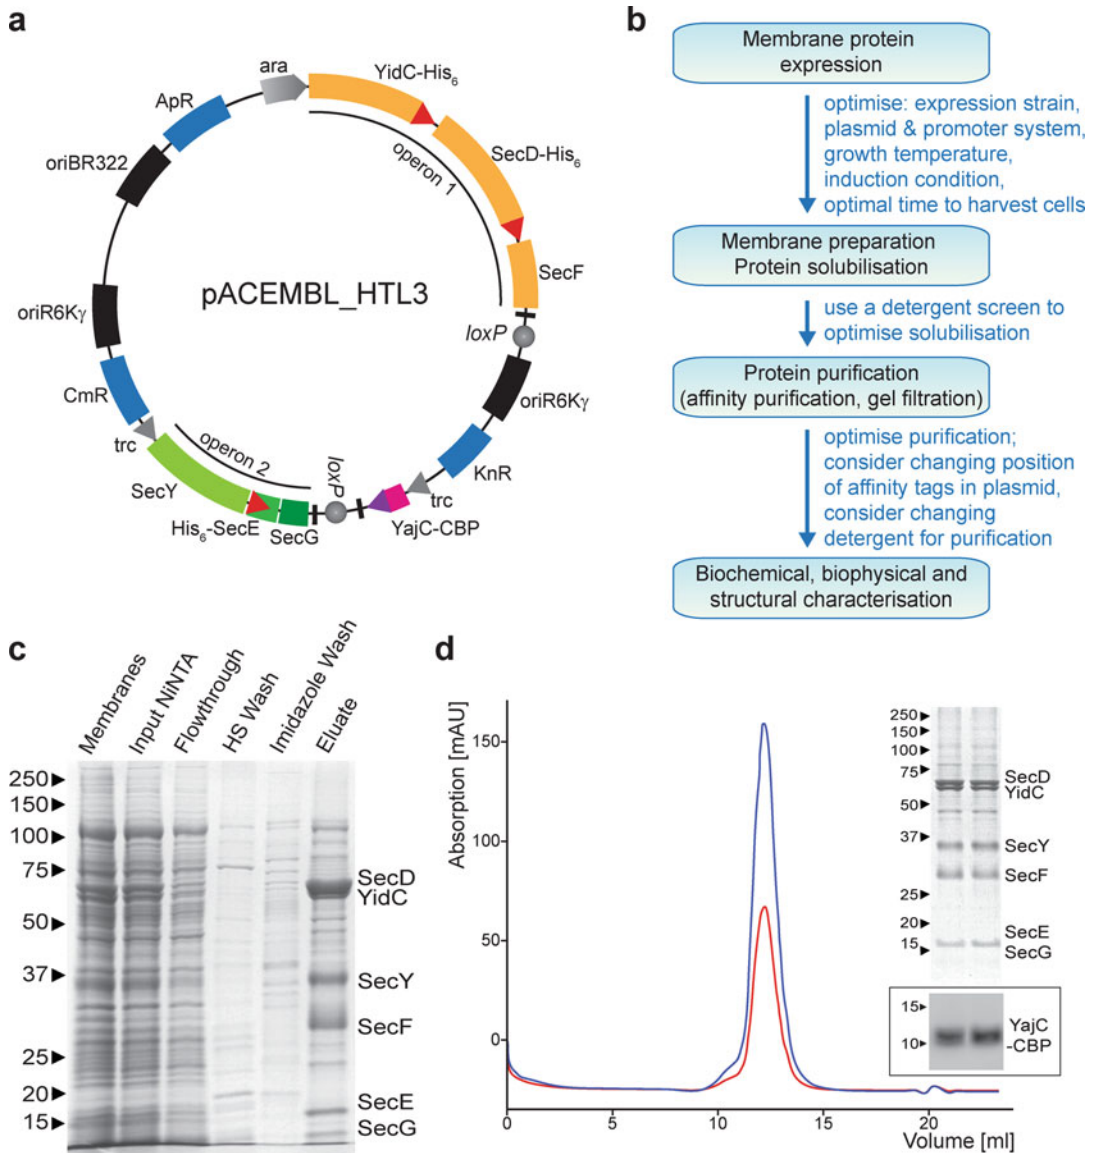 a
ara
YidC-His6
ApR
SecD-His6
oriBR322
operon 1
SecF
pACEMBL_HTL3
oriR6Kγ
loxP
CmR
oriR6Kγ
trc
operon 2
loxP
KnR
SecY
trc
His6-SecE
SecG
YajC-CBP
b
Membrane protein
expression
optimise: expression strain,
plasmid & promoter system,
growth temperature,
induction condition,
optimal time to harvest cells
Membrane preparation
Protein solubilisation
use a detergent screen to
optimise solubilisation
Protein purification
(affinity purification, gel filtration)
optimise purification;
consider changing position
of affinity tags in plasmid,
consider changing
detergent for purification
Biochemical, biophysical and
structural characterisation
c
Membranes
Input NiNTA
Flowthrough
HS Wash
Imidazole Wash
Eluate
250
150
100
75
50
37
25
20
15
SecD
YidC
SecY
SecF
SecE
SecG
d
Absorption [mAU]
150
100
50
0
0
5
10
15
20
Volume [ml]
250
150
100
75
50
37
25
20
15
SecD
YidC
SecY
SecF
SecE
SecG
15
10
YajC
-CBP